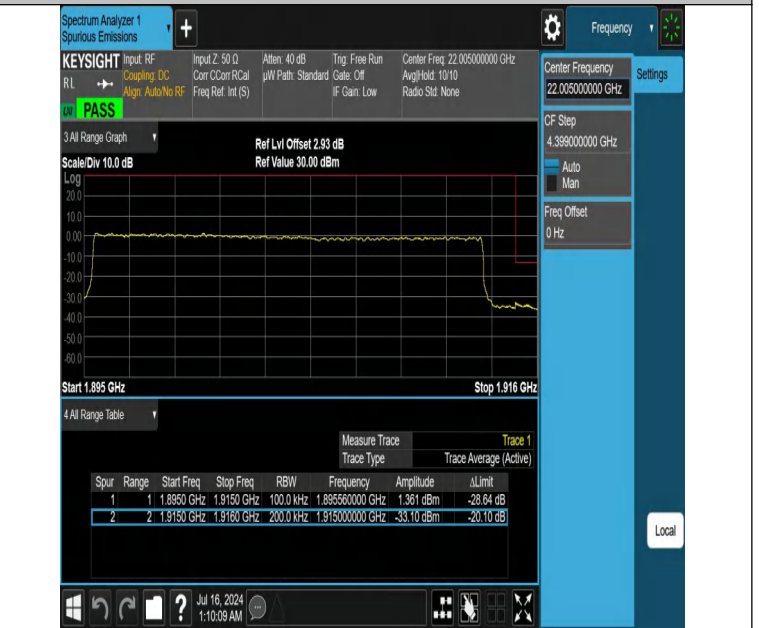 Spectrum Analyzer 1
Spurious Emissions
Frequency
KEYSIGHT
RL
PASS
Input: RF
Coupling: DC
Align: Auto/No RF
Input Z: 50 Ω
Corr CCorr RCal
Freq Ref: Int (S)
Atten: 40 dB
µW Path: Standard
Trig: Free Run
Gate: Off
IF Gain: Low
Center Freq: 22.005000000 GHz
Avg|Hold: 10/10
Radio Std: None
Center Frequency
22.005000000 GHz
Settings
CF Step
4.399000000 GHz
Auto
Man
Freq Offset
0 Hz
3 All Range Graph
Scale/Div 10.0 dB
Ref Lvl Offset 2.93 dB
Ref Value 30.00 dBm
Log
20.0
10.0
0.00
-10.0
-20.0
-30.0
-40.0
-50.0
-60.0
Start 1.895 GHz
Stop 1.916 GHz
4 All Range Table
Measure Trace Trace 1
Trace Type Trace Average (Active)
Spur Range Start Freq Stop Freq RBW Frequency Amplitude ΔLimit
1 1 1.8950 GHz 1.9150 GHz 100.0 kHz 1.895560000 GHz 1.361 dBm -28.64 dB
2 2 1.9150 GHz 1.9160 GHz 200.0 kHz 1.915000000 GHz -33.10 dBm -20.10 dB
Local
Jul 16, 2024
1:10:09 AM